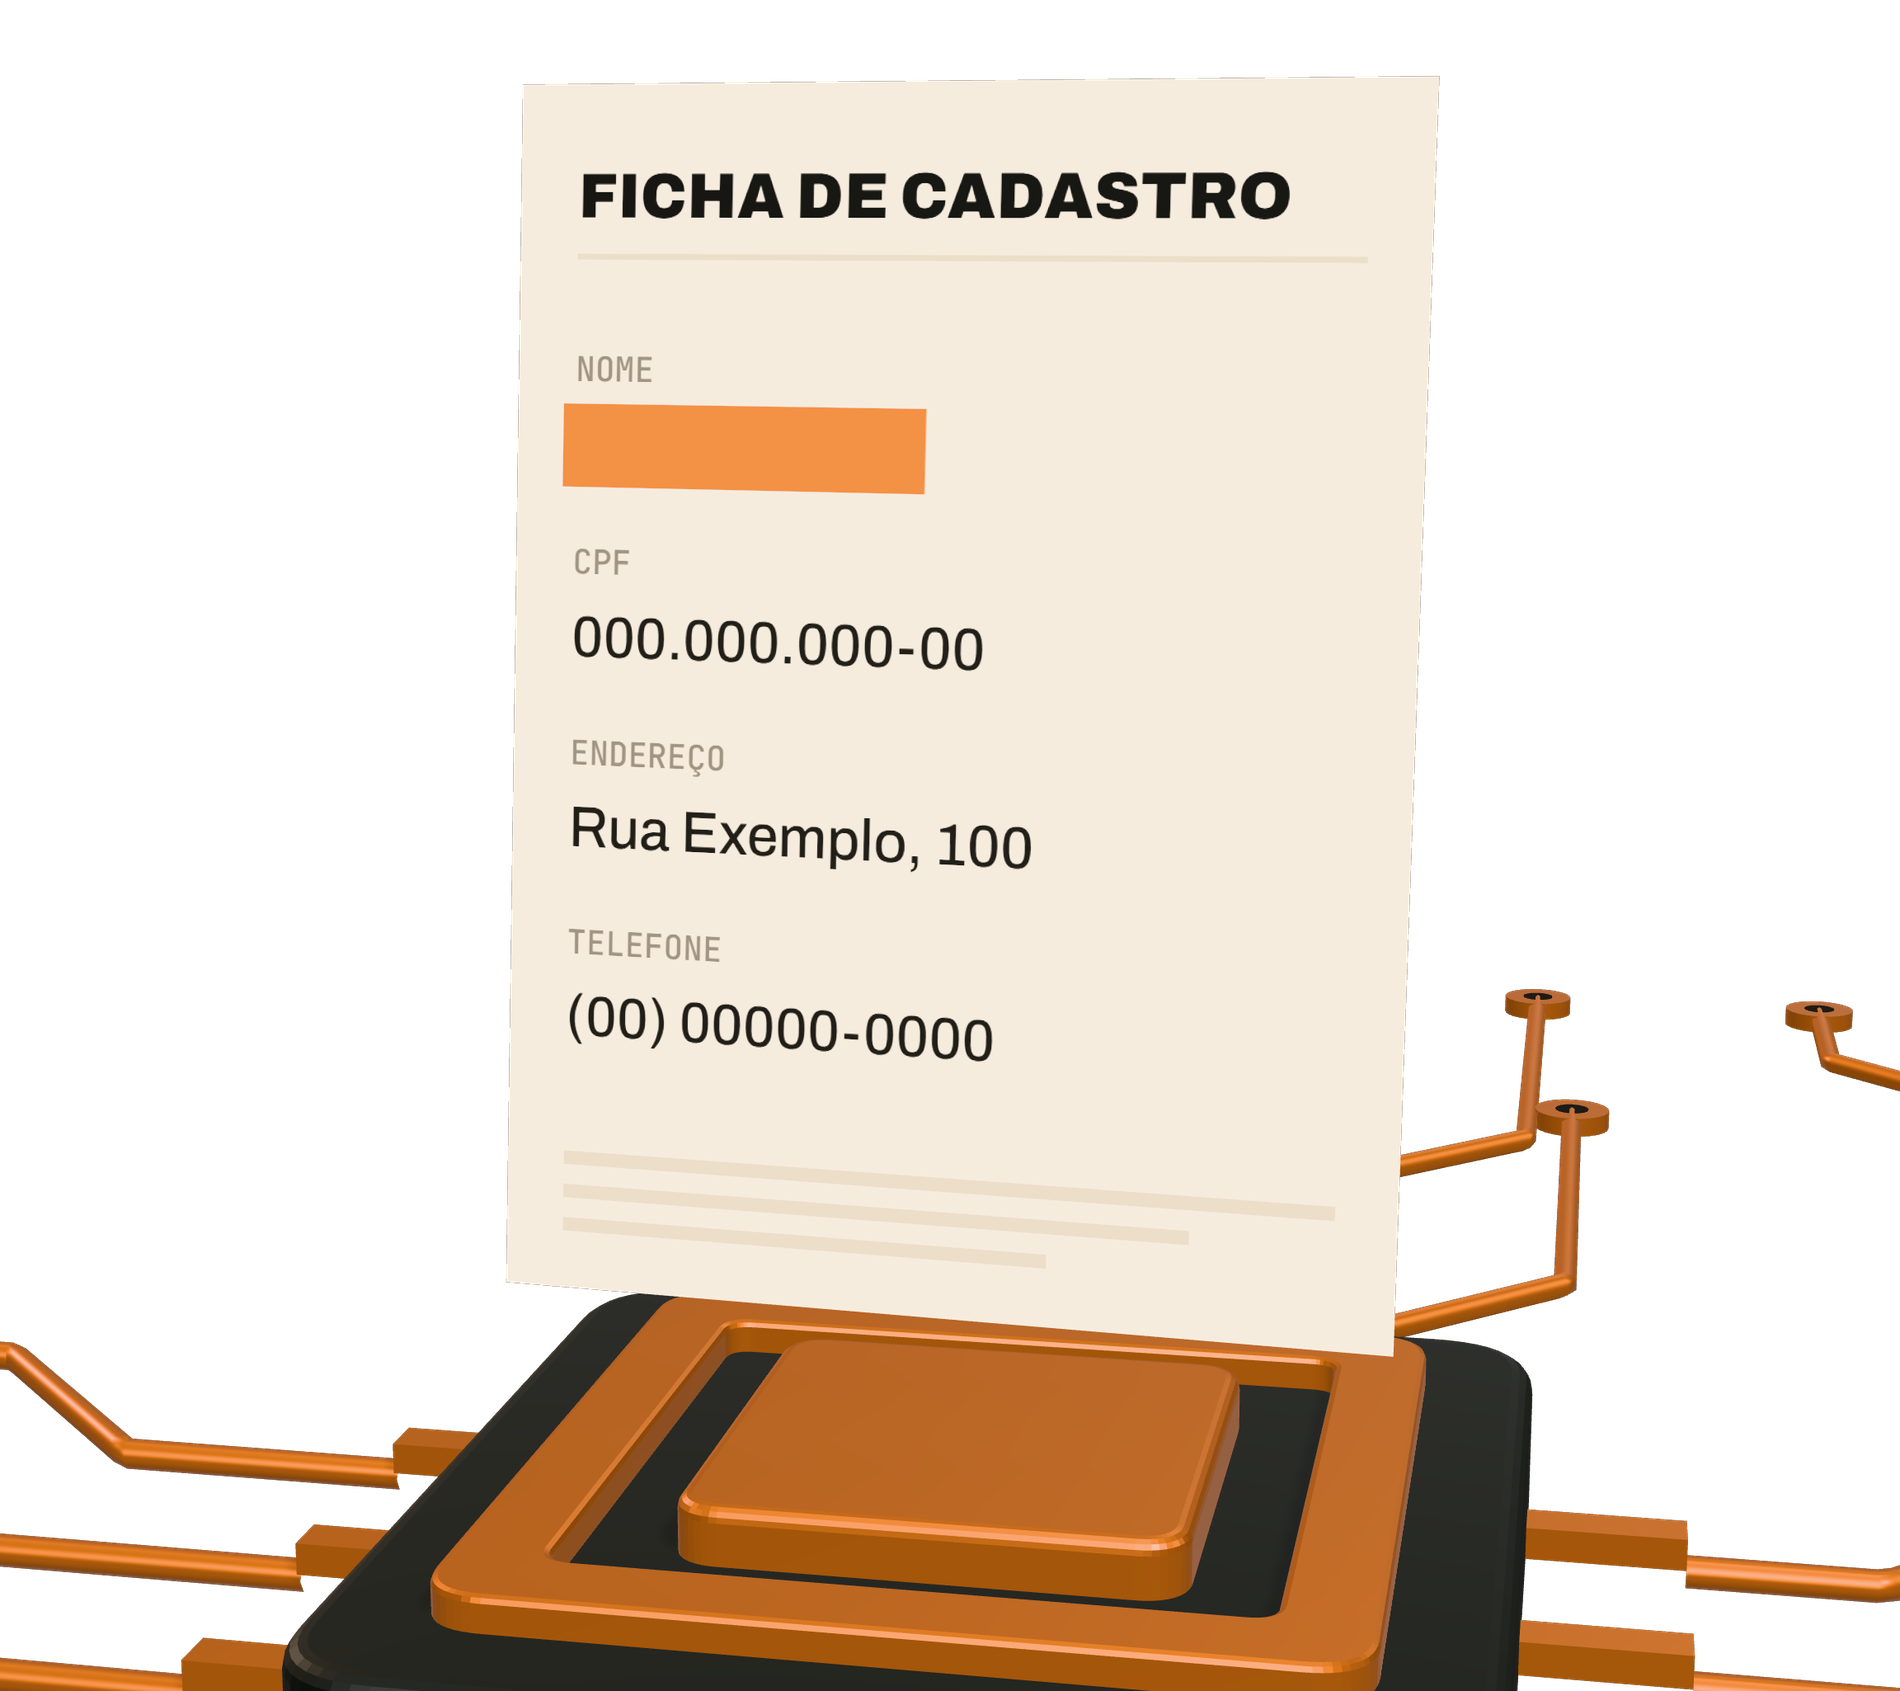 FICHA DE CADASTRO
NOME
CPF
000.000.000-00
ENDEREÇO
Rua Exemplo, 100
TELEFONE
(00) 00000-0000